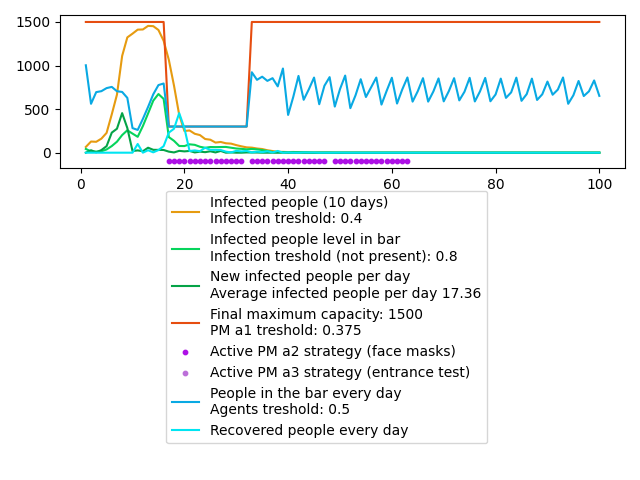 1500
1000
500
0
0 20 40 60 80 100
Infected people (10 days)
Infection treshold: 0.4
Infected people level in bar
Infection treshold (not present): 0.8
New infected people per day
Average infected people per day 17.36
Final maximum capacity: 1500
PM a1 treshold: 0.375
Active PM a2 strategy (face masks)
Active PM a3 strategy (entrance test)
People in the bar every day
Agents treshold: 0.5
Recovered people every day